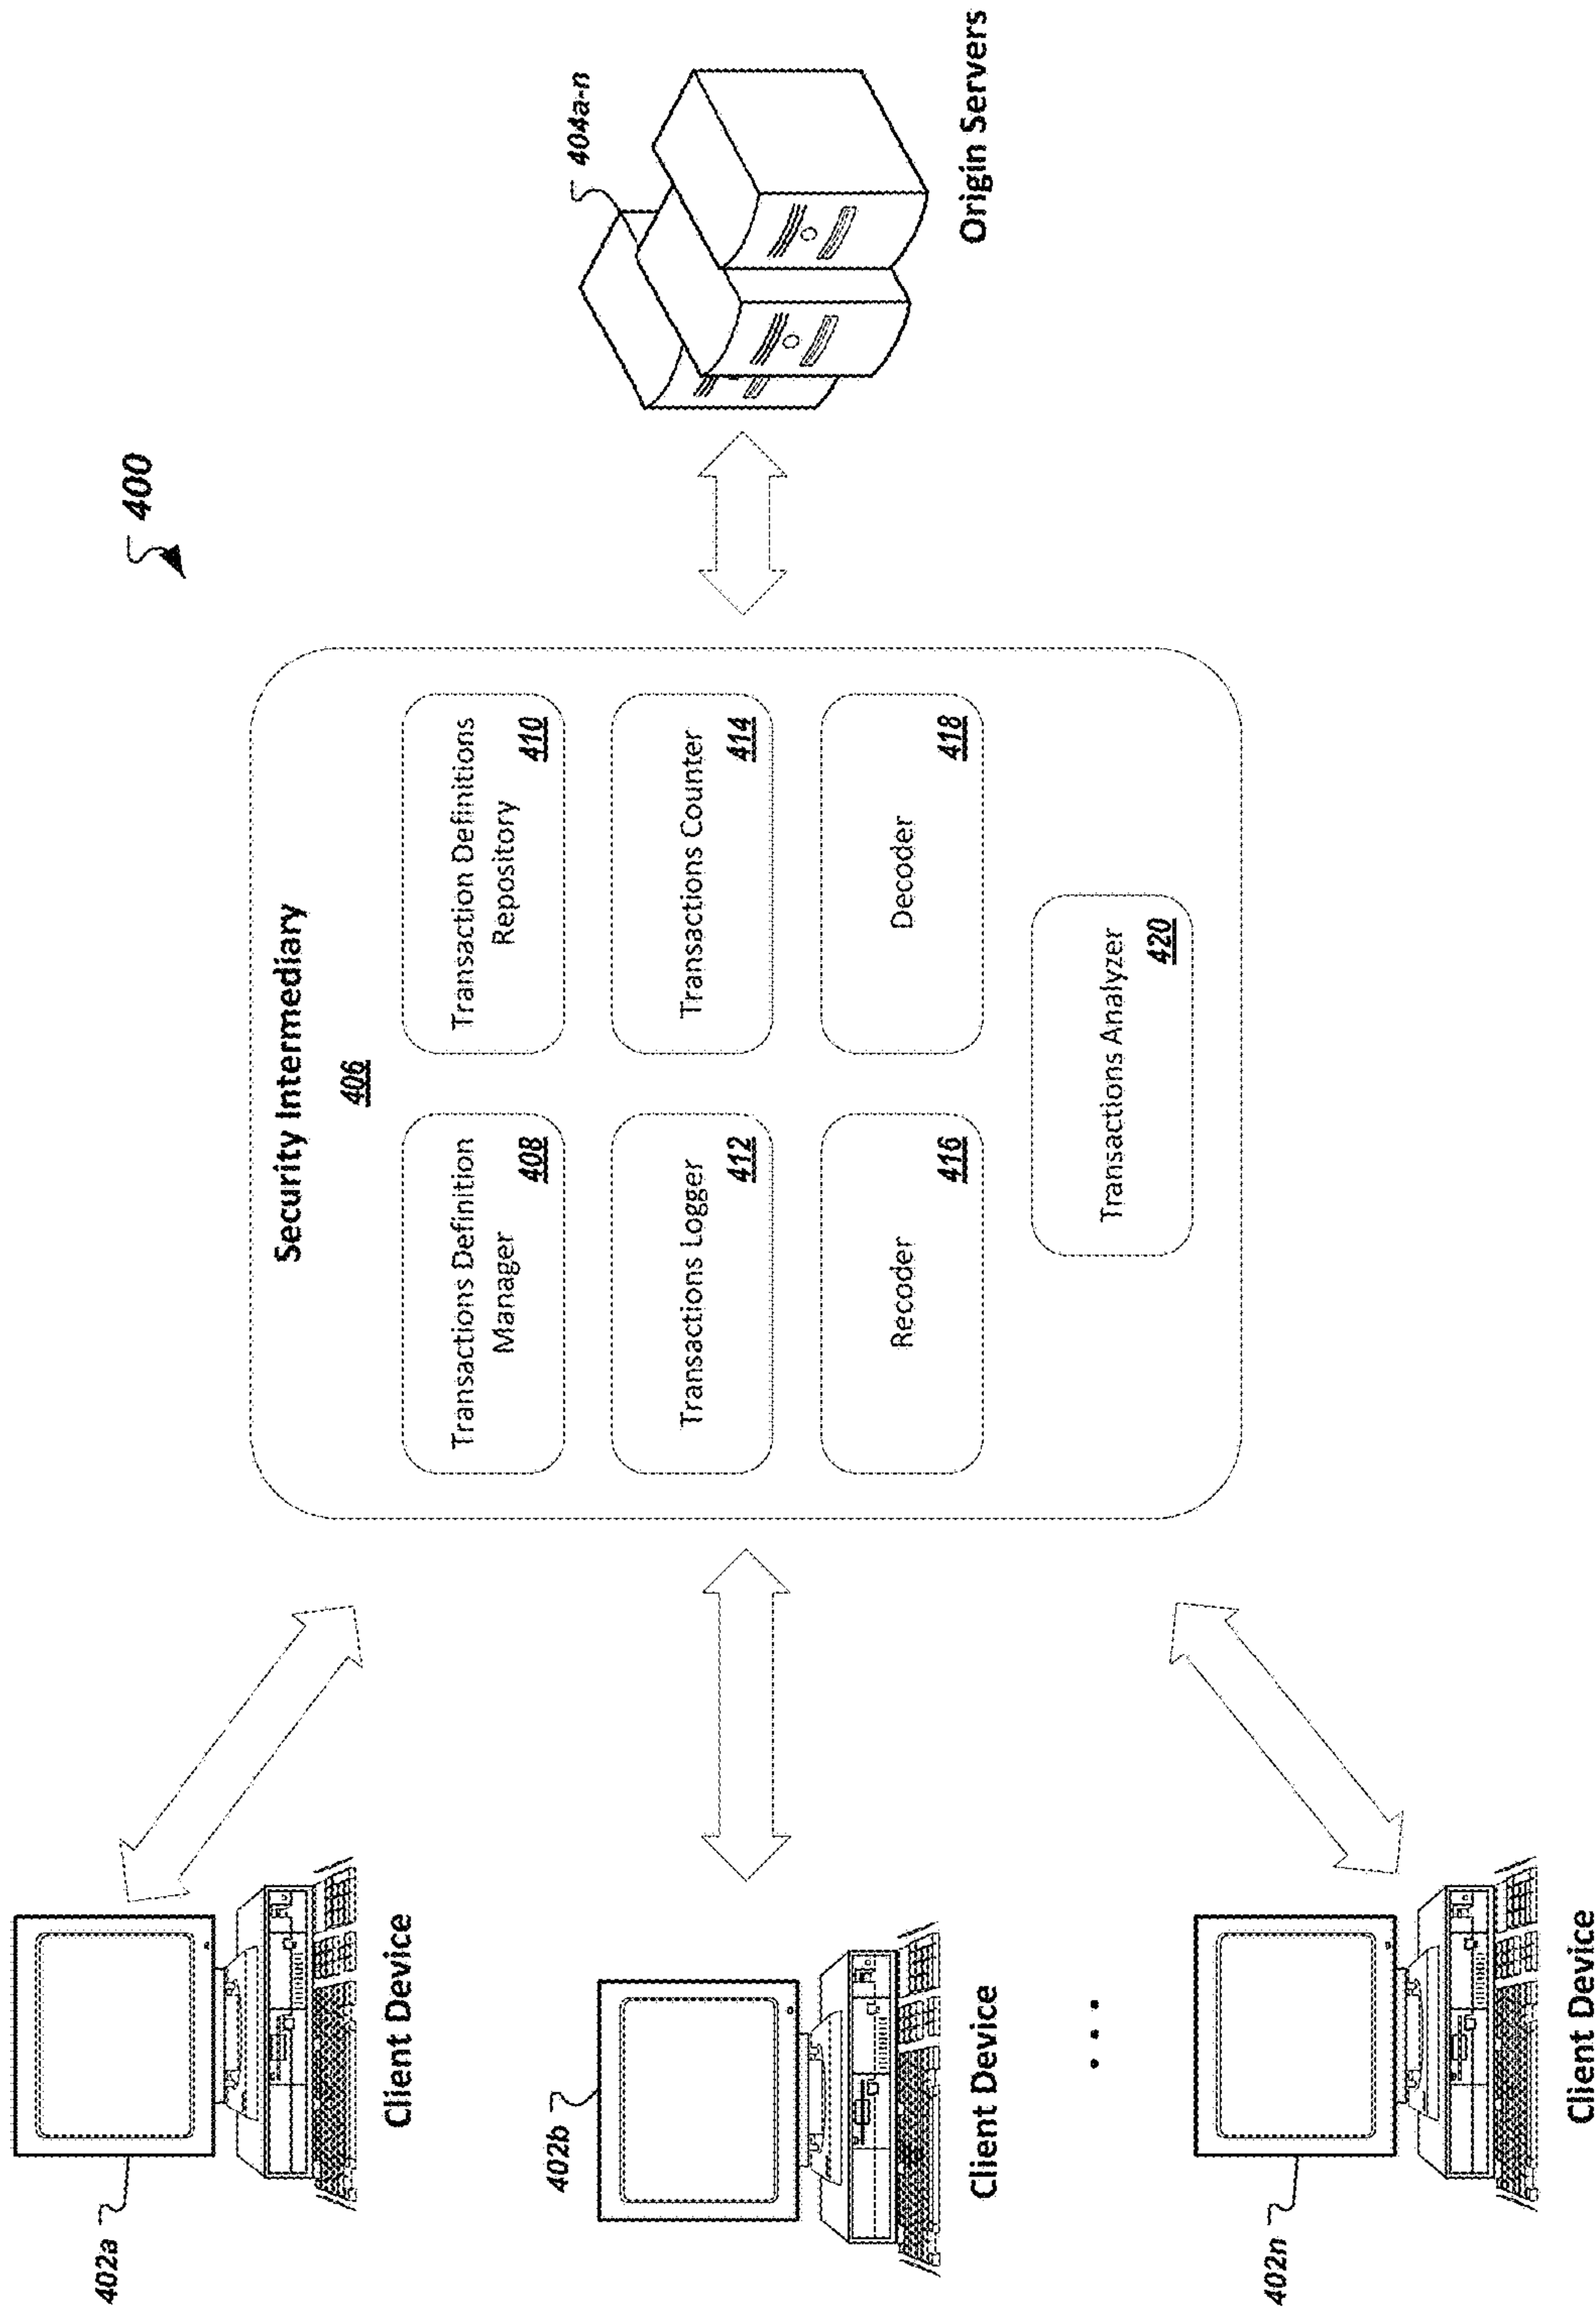 400
Security Intermediary
406
Transactions Definition
Manager
408
Transaction Definitions
Repository
410
Transactions Logger
412
Transactions Counter
414
Recoder
416
Decoder
418
Transactions Analyzer
420
402a
Client Device
402b
Client Device
...
402n
Client Device
404a-n
Origin Servers